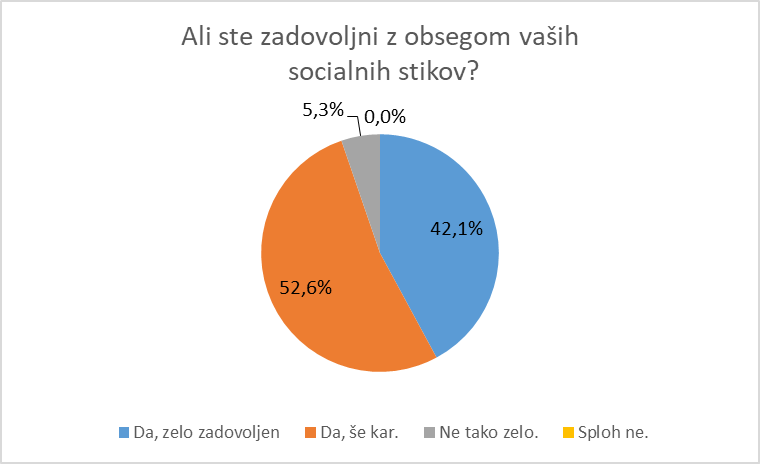 Ali ste zadovoljni z obsegom vaših
socialnih stikov?
5,3%
0,0%
42,1%
52,6%
Da, zelo zadovoljen
Da, še kar.
Ne tako zelo.
Sploh ne.